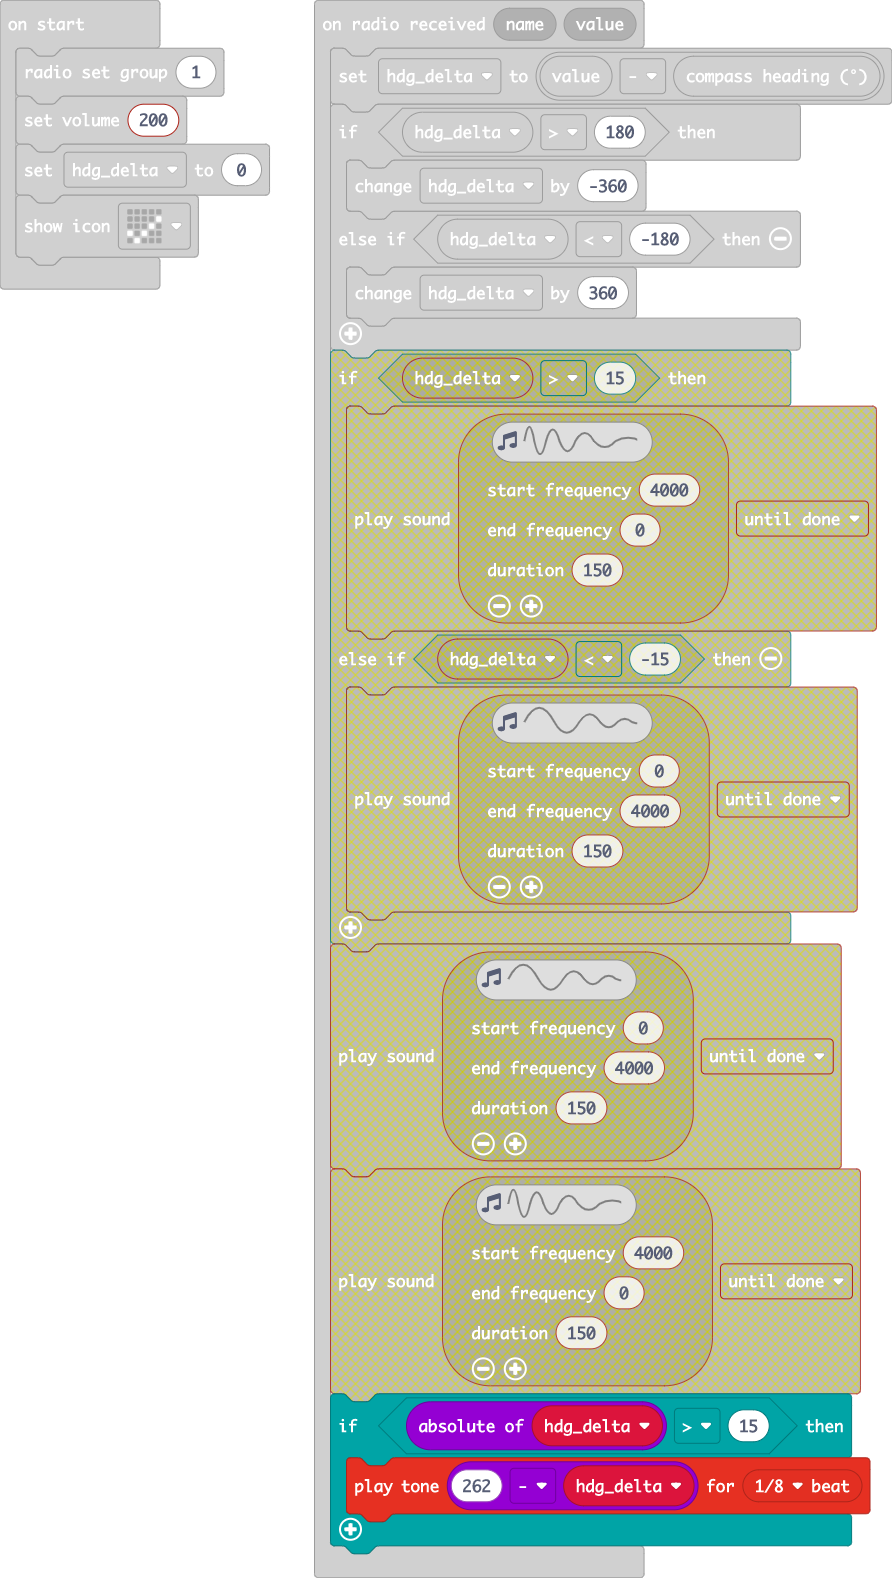 on start
radio set group 1
set volume 200
set hdg_delta to 0
show icon
on radio received name value
set hdg_delta to value - compass heading (°)
if hdg_delta > 180 then
change hdg_delta by -360
else if hdg_delta < -180 then
change hdg_delta by 360
if hdg_delta > 15 then
start frequency 4000
play sound until done
end frequency 0
duration 150
else if hdg_delta < -15 then
start frequency 0
play sound until done
end frequency 4000
duration 150
start frequency 0
play sound until done
end frequency 4000
duration 150
start frequency 4000
play sound until done
end frequency 0
duration 150
if absolute of hdg_delta > 15 then
play tone 262 - hdg_delta for 1/8 beat